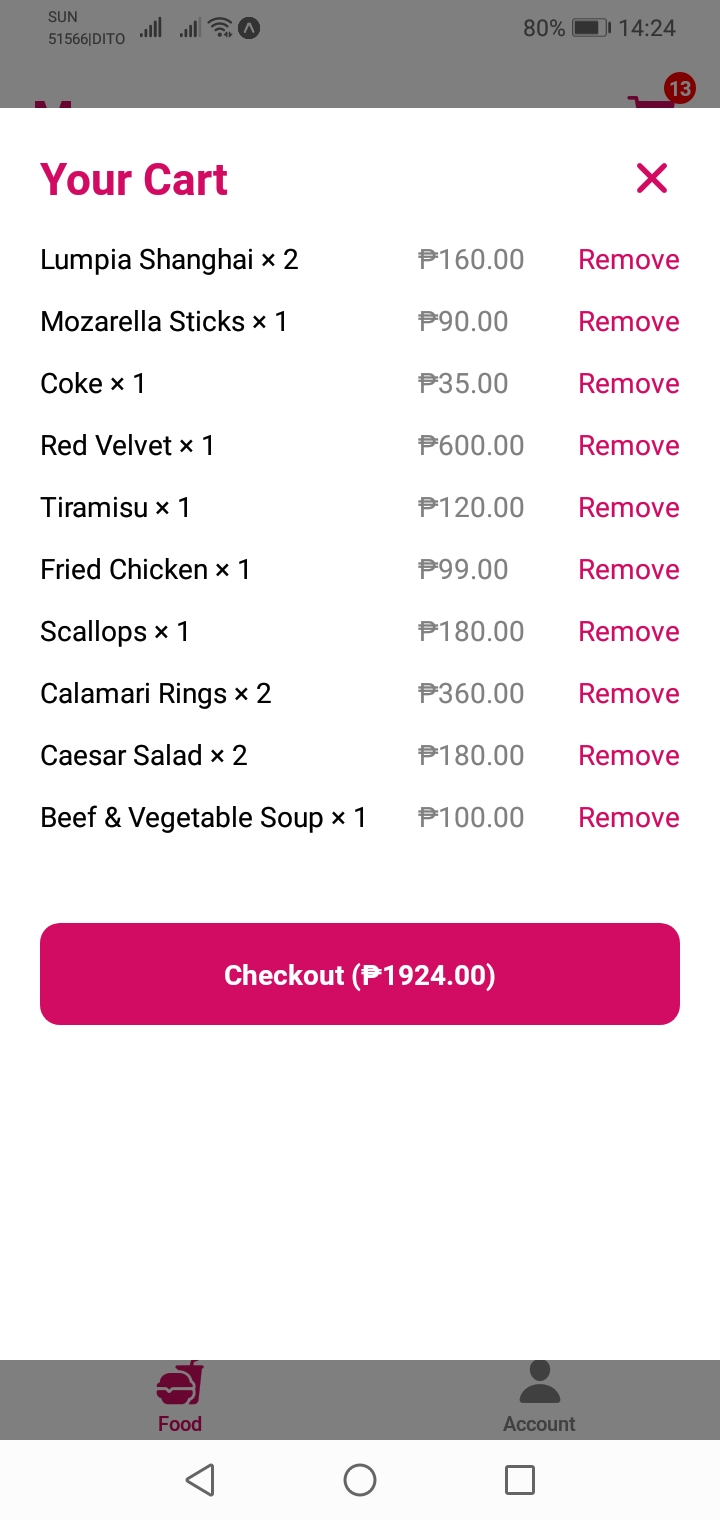 SUN
51566|DITO
80%
14:24
13
Your Cart
Lumpia Shanghai × 2 ₱160.00 Remove
Mozarella Sticks × 1 ₱90.00 Remove
Coke × 1 ₱35.00 Remove
Red Velvet × 1 ₱600.00 Remove
Tiramisu × 1 ₱120.00 Remove
Fried Chicken × 1 ₱99.00 Remove
Scallops × 1 ₱180.00 Remove
Calamari Rings × 2 ₱360.00 Remove
Caesar Salad × 2 ₱180.00 Remove
Beef & Vegetable Soup × 1 ₱100.00 Remove
Checkout (₱1924.00)
Food
Account